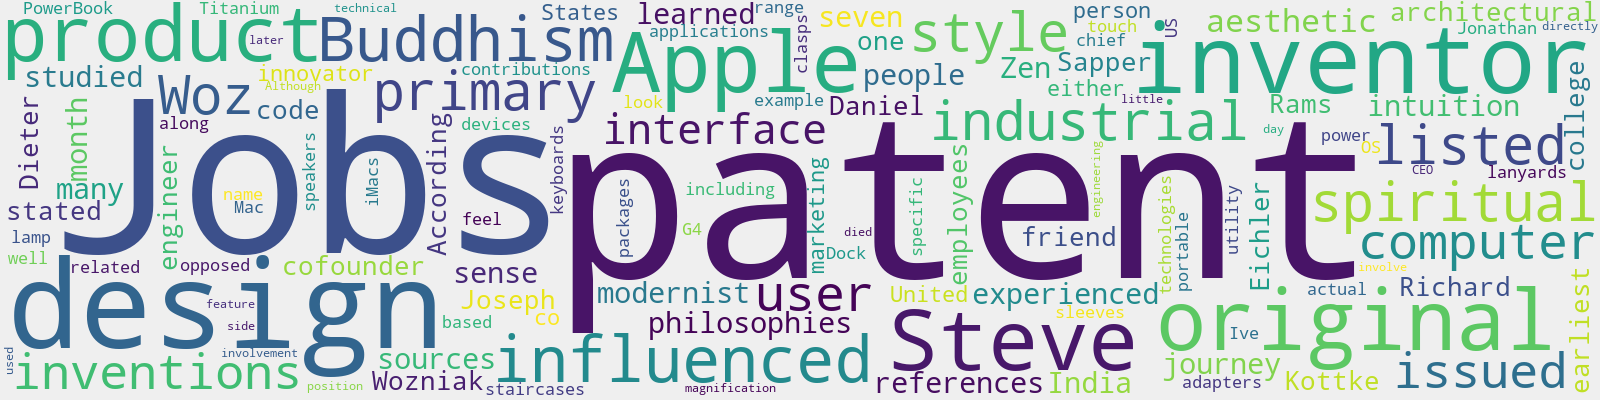 PowerBook
Titanium
technical
States
learned
range
seven
person
aesthetic
architectural
product
later
Buddhism
applications
clasps
one
style
touch
chief
US
Jonathan
directly
studied
innovator
Although
contributions
Apple
people
Zen
Sapper
inventor
Woz
code
primary
look
example
Daniel
either
little
Rams
intuition
college
Dieter
month
along
speakers
iMacs
According
devices
keyboards
interface
industrial
day
power
OS
listed
CEO
lanyards
many
engineer
name
Mac
Jobs
feel
packages
including
G4
marketing
specific
employees
engineering
patent
technologies
portable
utility
Eichler
spiritual
stated
lamp
well
related
opposed
cofounder
sense
died
Dock
friend
computer
involve
design
feature
side
Joseph
co
modernist
user
United
experienced
sleeves
actual
Richard
earliest
based
philosophies
Steve
original
Ive
used
inventions
involvement
position
sources
Wozniak
influenced
staircases
magnification
references
India
journey
adapters
Kottke
issued